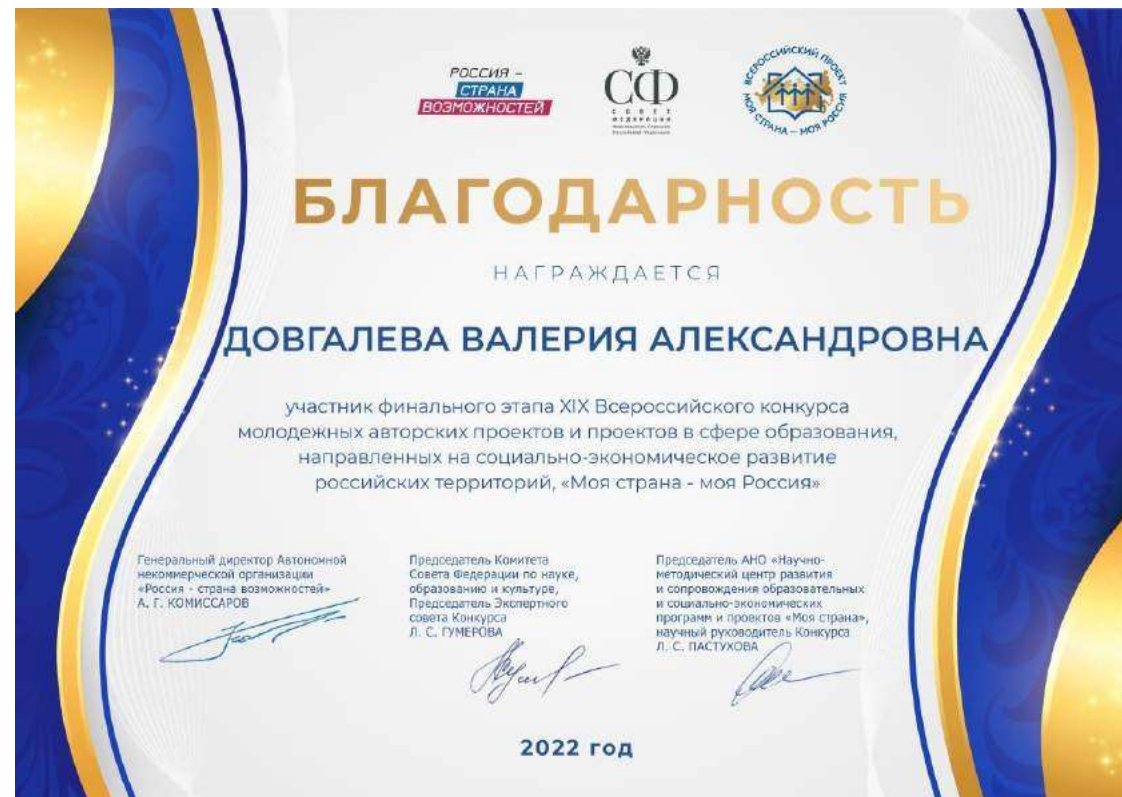 РОССИЯ –
СТРАНА
ВОЗМОЖНОСТЕЙ
СФ
СОВЕТ
ФЕДЕРАЦИИ
ВСЕРОССИЙСКИЙ ПРОЕКТ
МОЯ СТРАНА – МОЯ РОССИЯ
БЛАГОДАРНОСТЬ
НАГРАЖДАЕТСЯ
ДОВГАЛЕВА ВАЛЕРИЯ АЛЕКСАНДРОВНА
участник финального этапа XIX Всероссийского конкурса
молодежных авторских проектов и проектов в сфере образования,
направленных на социально-экономическое развитие
российских территорий, «Моя страна - моя Россия»
Генеральный директор Автономной
некоммерческой организации
«Россия - страна возможностей»
А. Г. КОМИССАРОВ
Председатель Комитета
Совета Федерации по науке,
образованию и культуре,
Председатель Экспертного
совета Конкурса
Л. С. ГУМЕРОВА
Председатель АНО «Научно-
методический центр развития
и сопровождения образовательных
и социально-экономических
программ и проектов «Моя страна»,
научный руководитель Конкурса
Л. С. ПАСТУХОВА
2022 год